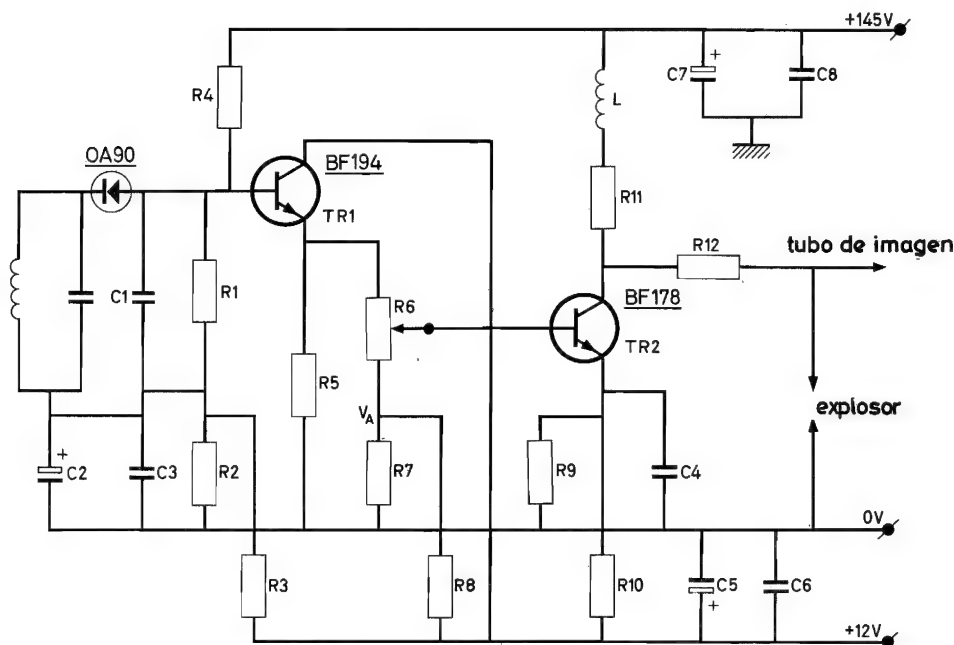 +145V
R4
C7
+
C8
L
OA90
BF194
TR1
R11
R12
tubo de imagen
C1
R1
R6
BF178
TR2
R5
V_A
explosor
+
C2
C3
R2
R7
R9
C4
0V
R3
R8
R10
C5
+
C6
+12V